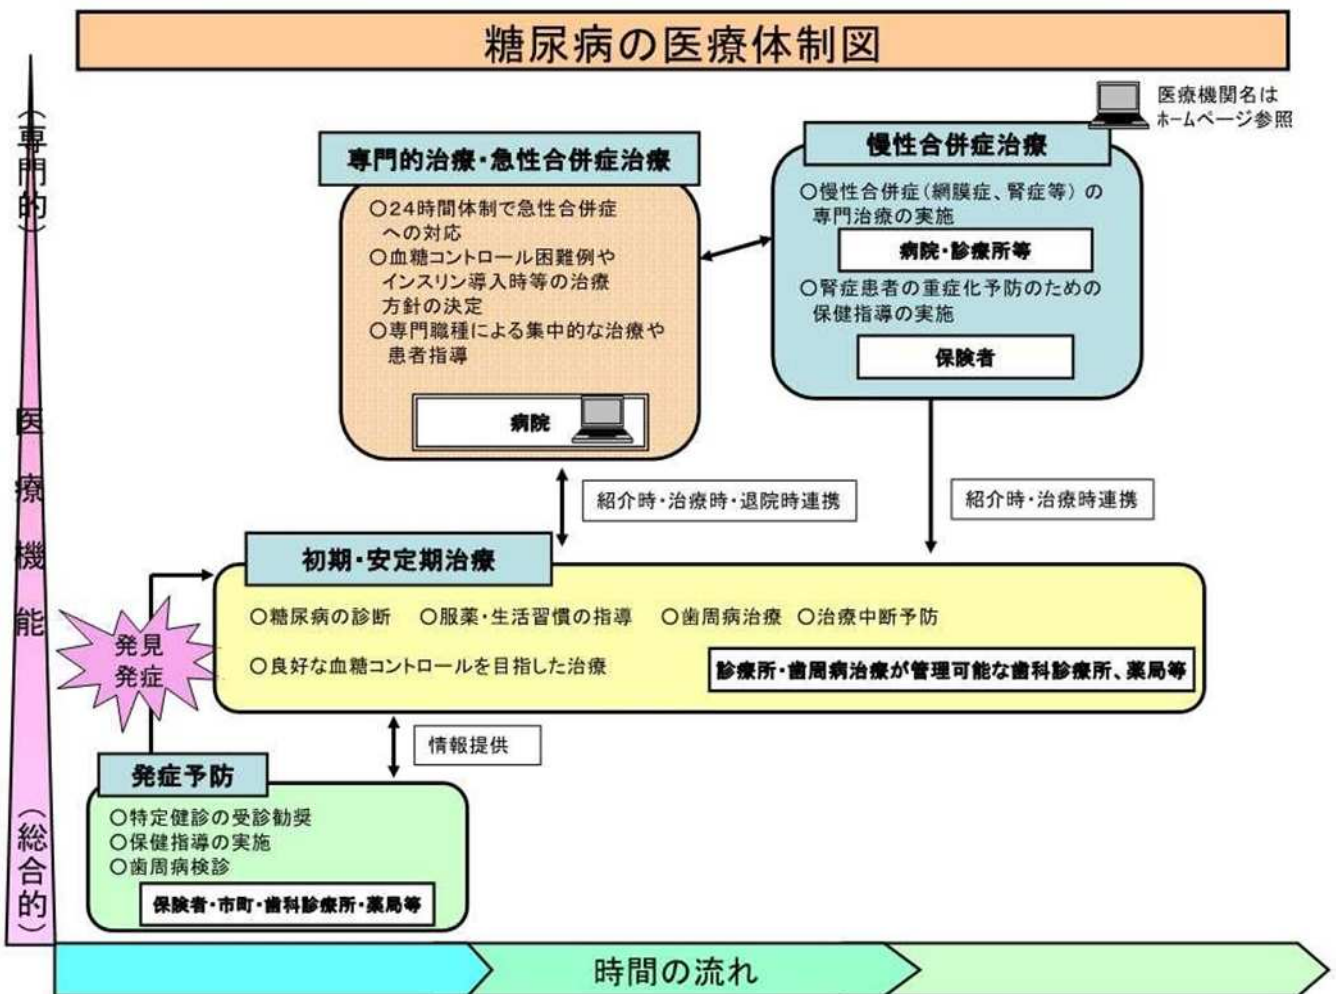 糖尿病の医療体制図
医療機関名は
ホームページ参照
(専門的)
医療機能
(総合的)
専門的治療・急性合併症治療
○24時間体制で急性合併症
への対応
○血糖コントロール困難例や
インスリン導入時等の治療
方針の決定
○専門職種による集中的な治療や
患者指導
病院
慢性合併症治療
○慢性合併症(網膜症、腎症等)の
専門治療の実施
病院・診療所等
○腎症患者の重症化予防のための
保健指導の実施
保険者
紹介時・治療時・退院時連携
紹介時・治療時連携
初期・安定期治療
○糖尿病の診断 ○服薬・生活習慣の指導 ○歯周病治療 ○治療中断予防
○良好な血糖コントロールを目指した治療
診療所・歯周病治療が管理可能な歯科診療所、薬局等
発見
発症
情報提供
発症予防
○特定健診の受診勧奨
○保健指導の実施
○歯周病検診
保険者・市町・歯科診療所・薬局等
時間の流れ